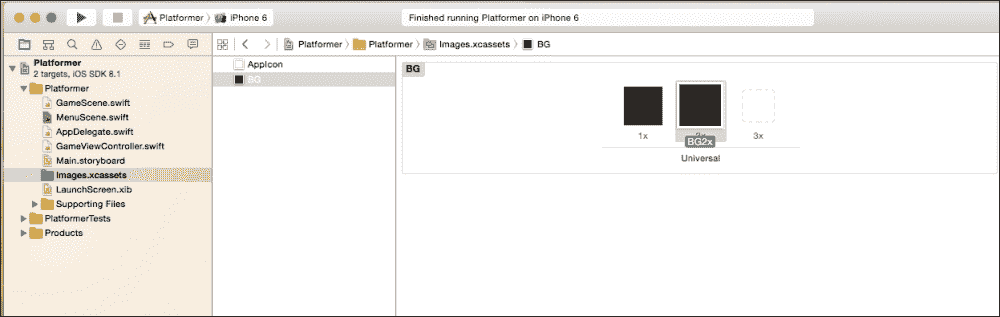 Platformer 〉 iPhone 6
Finished running Platformer on iPhone 6
Platformer 〉 Platformer 〉 Images.xcassets 〉 BG
Platformer
2 targets, iOS SDK 8.1
Platformer
GameScene.swift
MenuScene.swift
AppDelegate.swift
GameViewController.swift
Main.storyboard
Images.xcassets
LaunchScreen.xib
Supporting Files
PlatformerTests
Products
AppIcon
BG
BG
1x
3x
BG2x
Universal